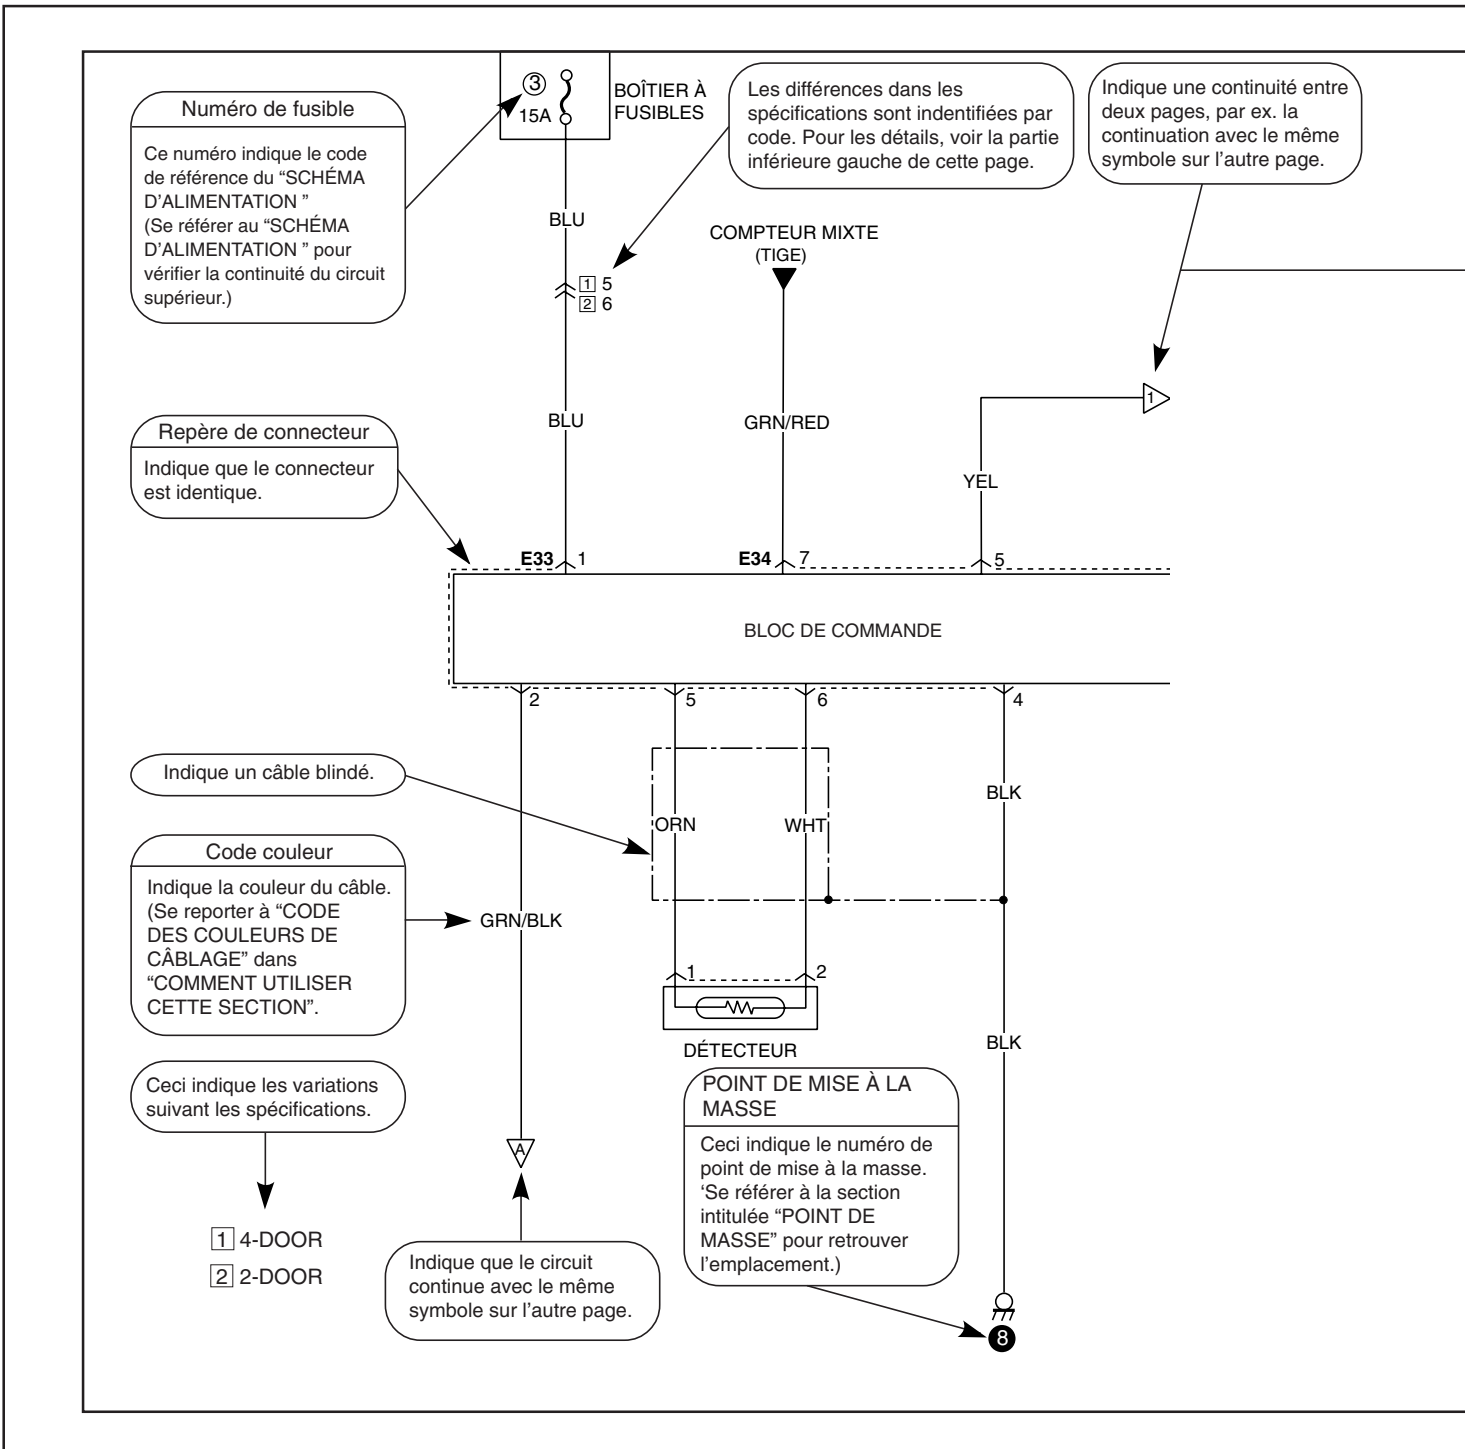 3
15A
BOÎTIER À
FUSIBLES
Numéro de fusible
Ce numéro indique le code
de référence du “SCHÉMA
D’ALIMENTATION ”
(Se référer au “SCHÉMA
D’ALIMENTATION ” pour
vérifier la continuité du circuit
supérieur.)
Les différences dans les
spécifications sont indentifiées par
code. Pour les détails, voir la partie
inférieure gauche de cette page.
Indique une continuité entre
deux pages, par ex. la
continuation avec le même
symbole sur l’autre page.
BLU
COMPTEUR MIXTE
(TIGE)
1 5
2 6
1
BLU
GRN/RED
YEL
Repère de connecteur
Indique que le connecteur
est identique.
E33 1
E34 7
5
BLOC DE COMMANDE
2
5
6
4
Indique un câble blindé.
BLK
ORN
WHT
Code couleur
Indique la couleur du câble.
(Se reporter à “CODE
DES COULEURS DE
CÂBLAGE” dans
“COMMENT UTILISER
CETTE SECTION”.
GRN/BLK
1
2
DÉTECTEUR
BLK
Ceci indique les variations
suivant les spécifications.
A
POINT DE MISE À LA
MASSE
Ceci indique le numéro de
point de mise à la masse.
‘Se référer à la section
intitulée “POINT DE
MASSE” pour retrouver
l’emplacement.)
1 4-DOOR
2 2-DOOR
Indique que le circuit
continue avec le même
symbole sur l’autre page.
8